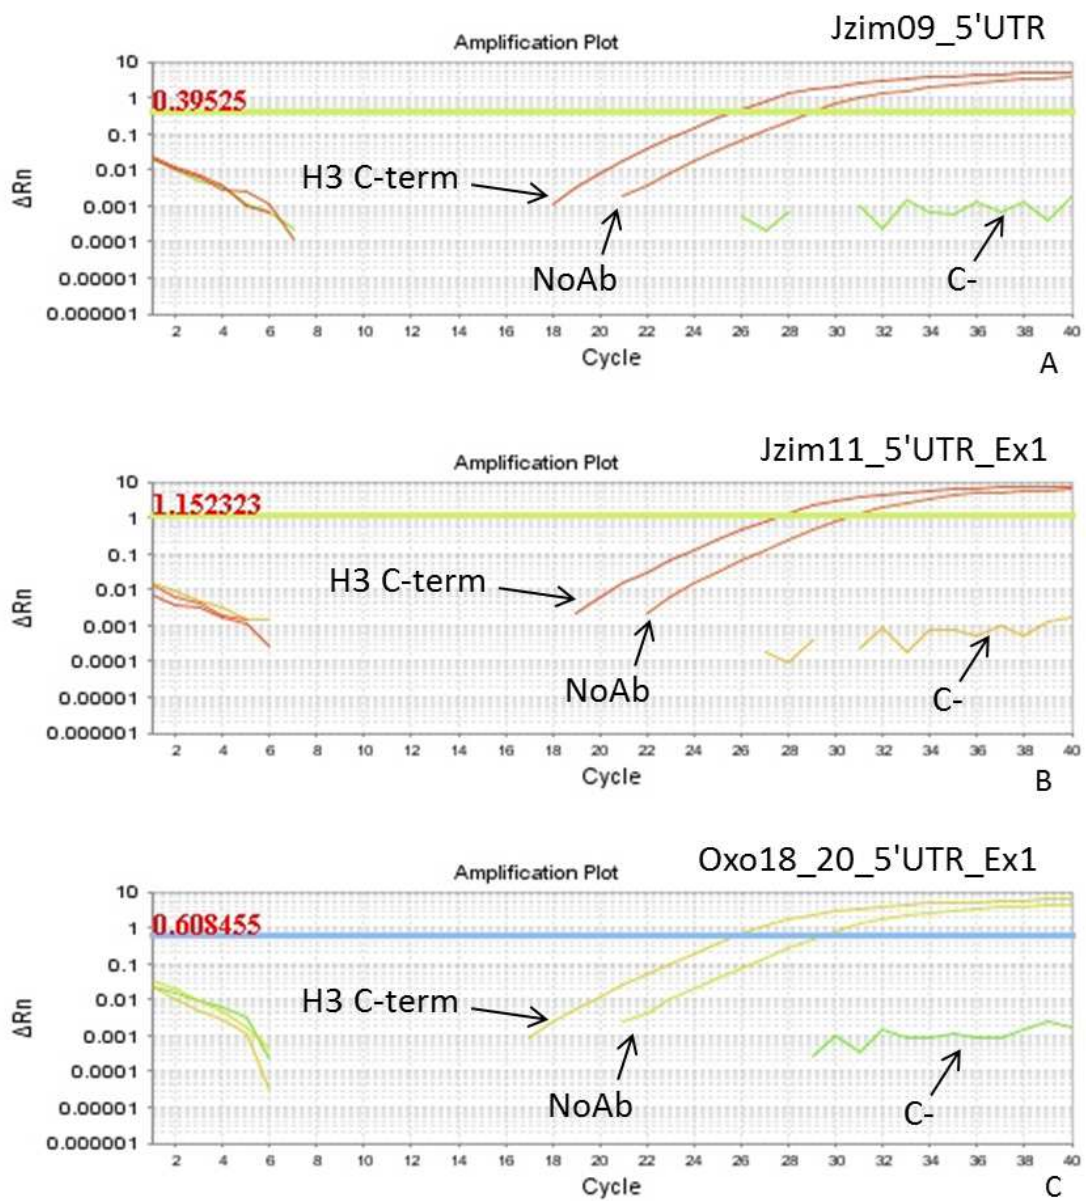 Jzim09_5'UTR
Amplification Plot
10
1
0.39525
0.1
0.01
0.001
0.0001
0.00001
0.000001
ΔRn
H3 C-term
NoAb
C-
2 4 6 8 10 12 14 16 18 20 22 24 26 28 30 32 34 36 38 40
Cycle
A
Jzim11_5'UTR_Ex1
Amplification Plot
10
1.152323
1
0.1
0.01
0.001
0.0001
0.00001
0.000001
ΔRn
H3 C-term
NoAb
C-
2 4 6 8 10 12 14 16 18 20 22 24 26 28 30 32 34 36 38 40
Cycle
B
Oxo18_20_5'UTR_Ex1
Amplification Plot
10
0.608455
1
0.1
0.01
0.001
0.0001
0.00001
0.000001
ΔRn
H3 C-term
NoAb
C-
2 4 6 8 10 12 14 16 18 20 22 24 26 28 30 32 34 36 38 40
Cycle
C